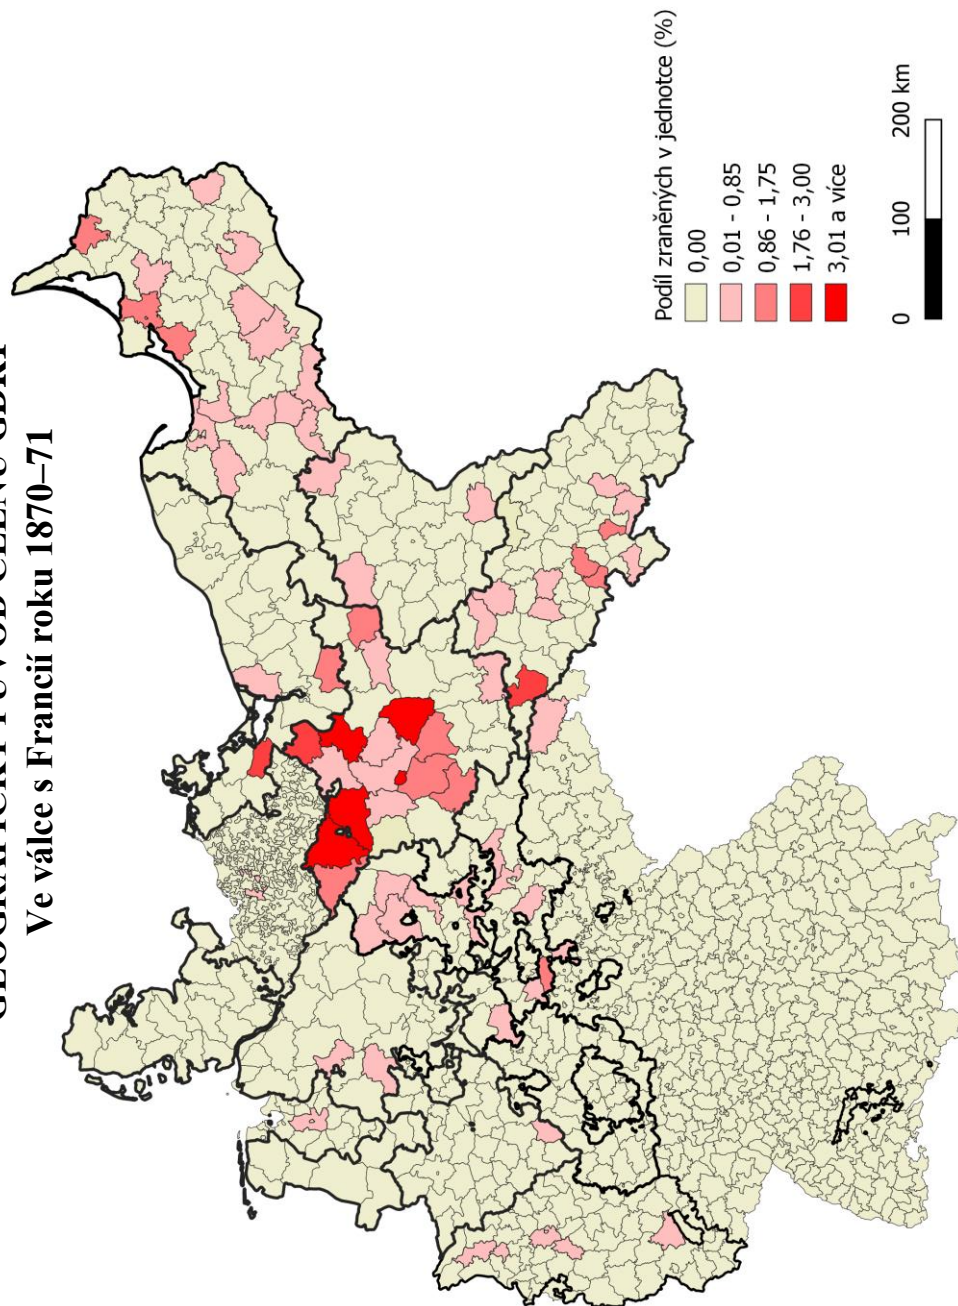 GEOGRAFICKÝ PŮVOD ČLENŮ
Ve válce s Francií roku 1870–71
Podíl zraněných v jednotce (%)
0,00
0,01 - 0,85
0,86 - 1,75
1,76 - 3,00
3,01 a více
0 100 200 km